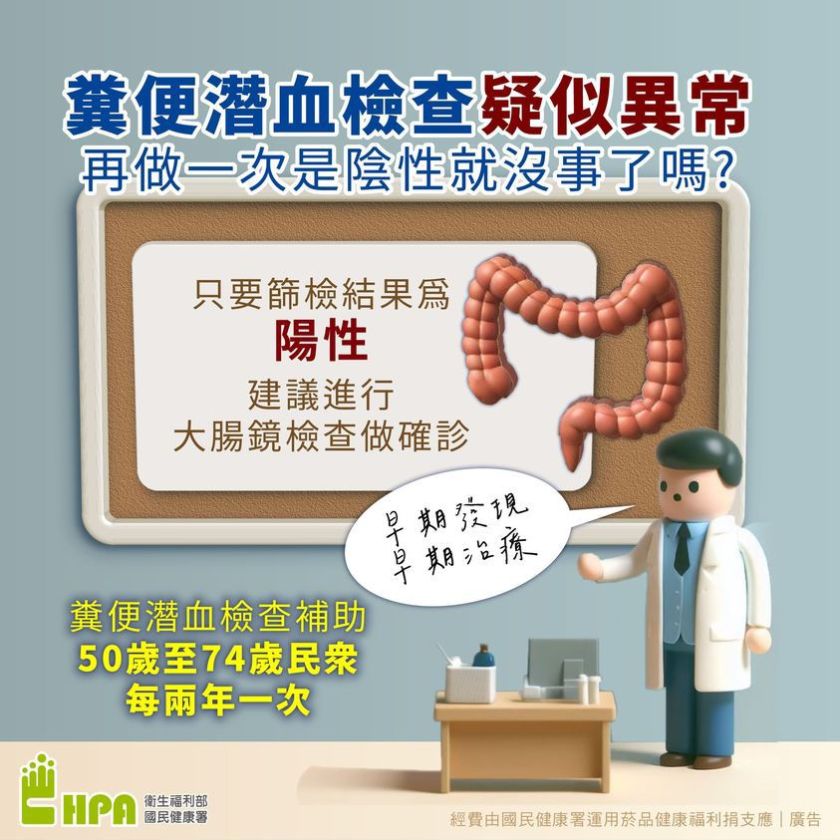 糞便潛血檢查疑似異常
再做一次是陰性就沒事了嗎?
只要篩檢結果爲
陽性
建議進行
大腸鏡檢查做確診
早期發現
早期治療
糞便潛血檢查補助
50歲至74歲民衆
每兩年一次
HPA
衛生福利部
國民健康署
經費由國民健康署運用菸品健康福利捐支應｜廣告